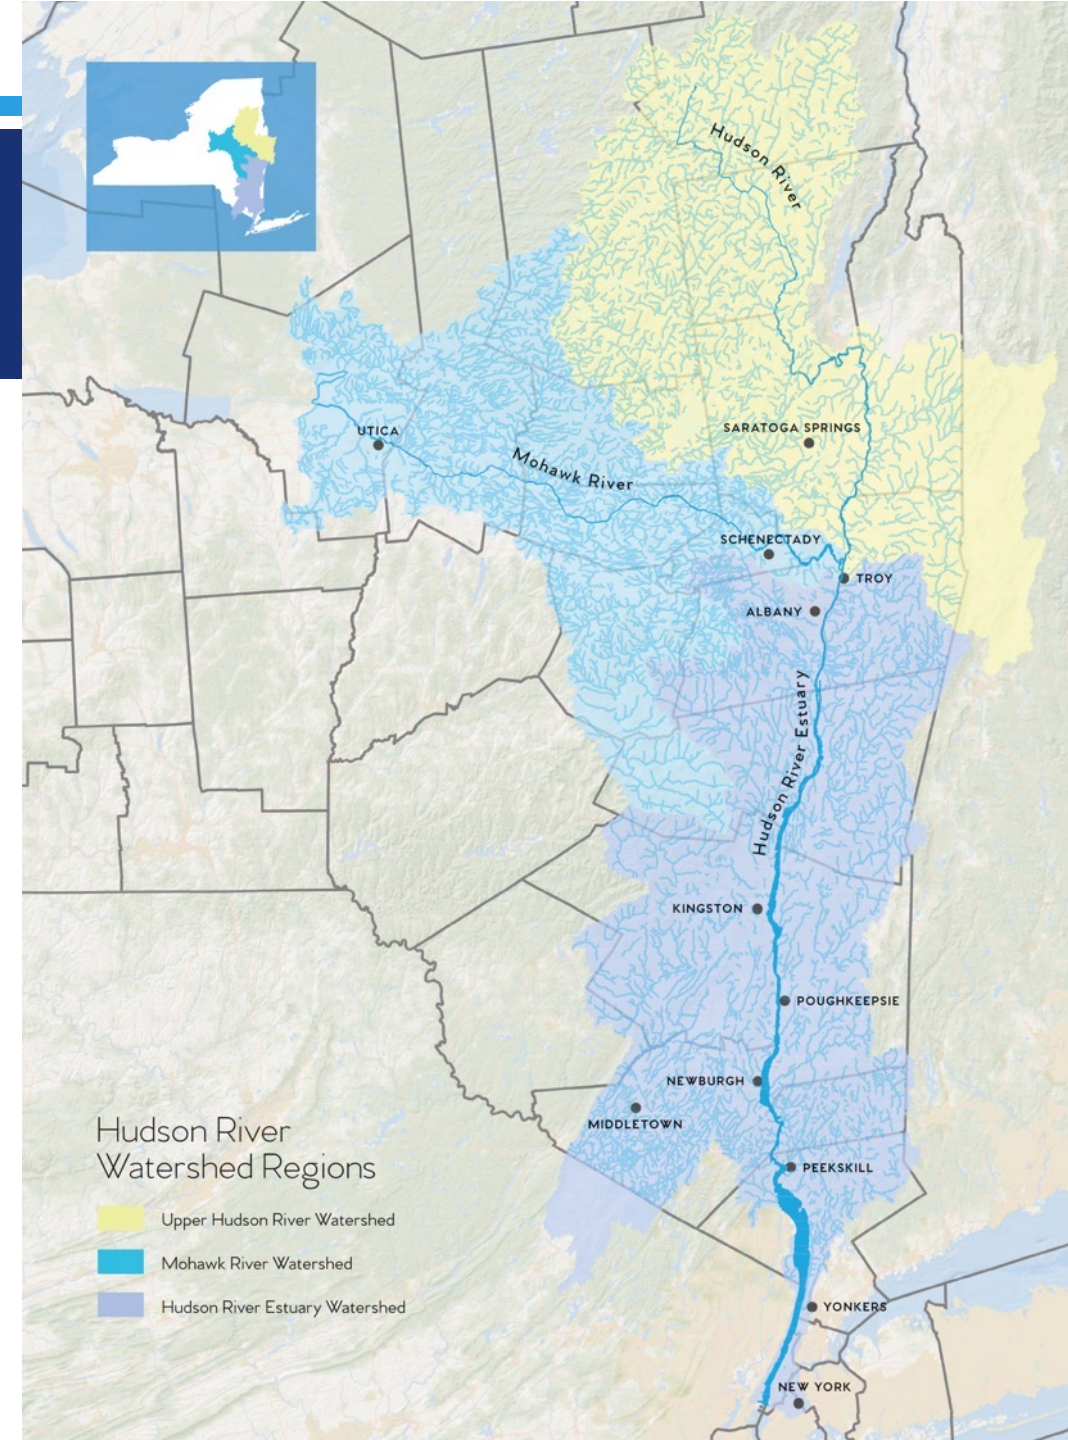 Hudson River
SARATOGA SPRINGS
UTICA
Mohawk River
SCHENECTADY
TROY
ALBANY
Hudson River Estuary
KINGSTON
POUGHKEEPSIE
NEWBURGH
MIDDLETOWN
PEEKSKILL
YONKERS
NEW YORK
Hudson River
Watershed Regions
Upper Hudson River Watershed
Mohawk River Watershed
Hudson River Estuary Watershed